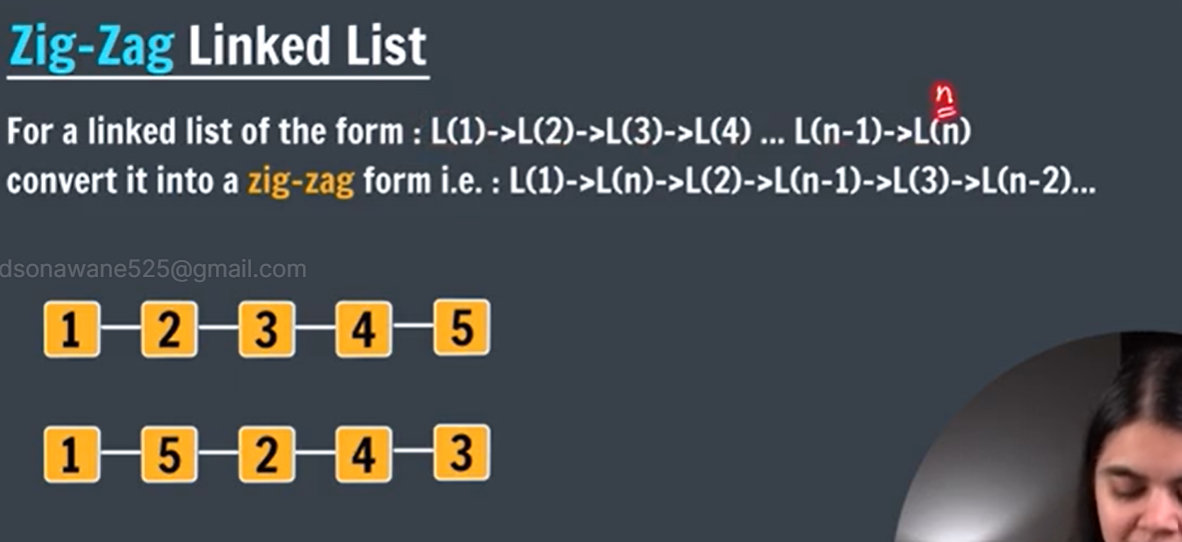 Zig-Zag Linked List
n
For a linked list of the form : L(1)->L(2)->L(3)->L(4) ... L(n-1)->L(n)
convert it into a zig-zag form i.e. : L(1)->L(n)->L(2)->L(n-1)->L(3)->L(n-2)...
dsonawane525@gmail.com
1 2 3 4 5
1 5 2 4 3